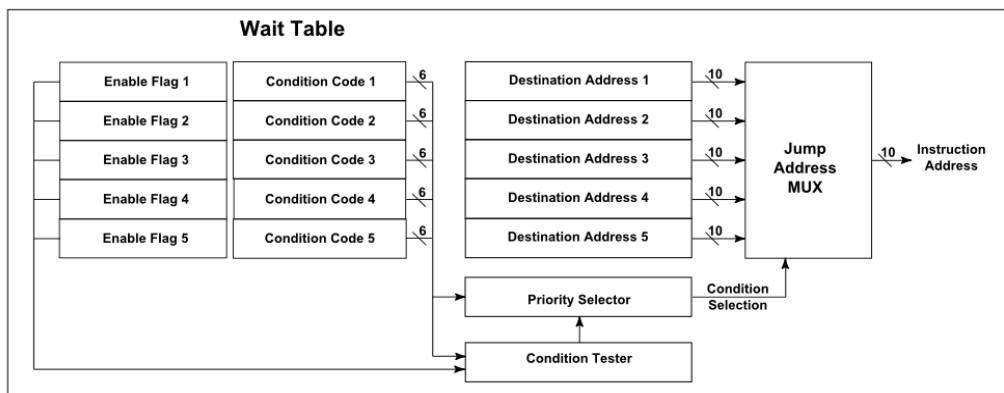 Wait Table
Enable Flag 1
Condition Code 1
6
Destination Address 1
10
Enable Flag 2
Condition Code 2
6
Destination Address 2
10
Enable Flag 3
Condition Code 3
6
Destination Address 3
10
Enable Flag 4
Condition Code 4
6
Destination Address 4
10
Enable Flag 5
Condition Code 5
6
Destination Address 5
10
Jump
Address
MUX
10
Instruction
Address
Priority Selector
Condition
Selection
Condition Tester